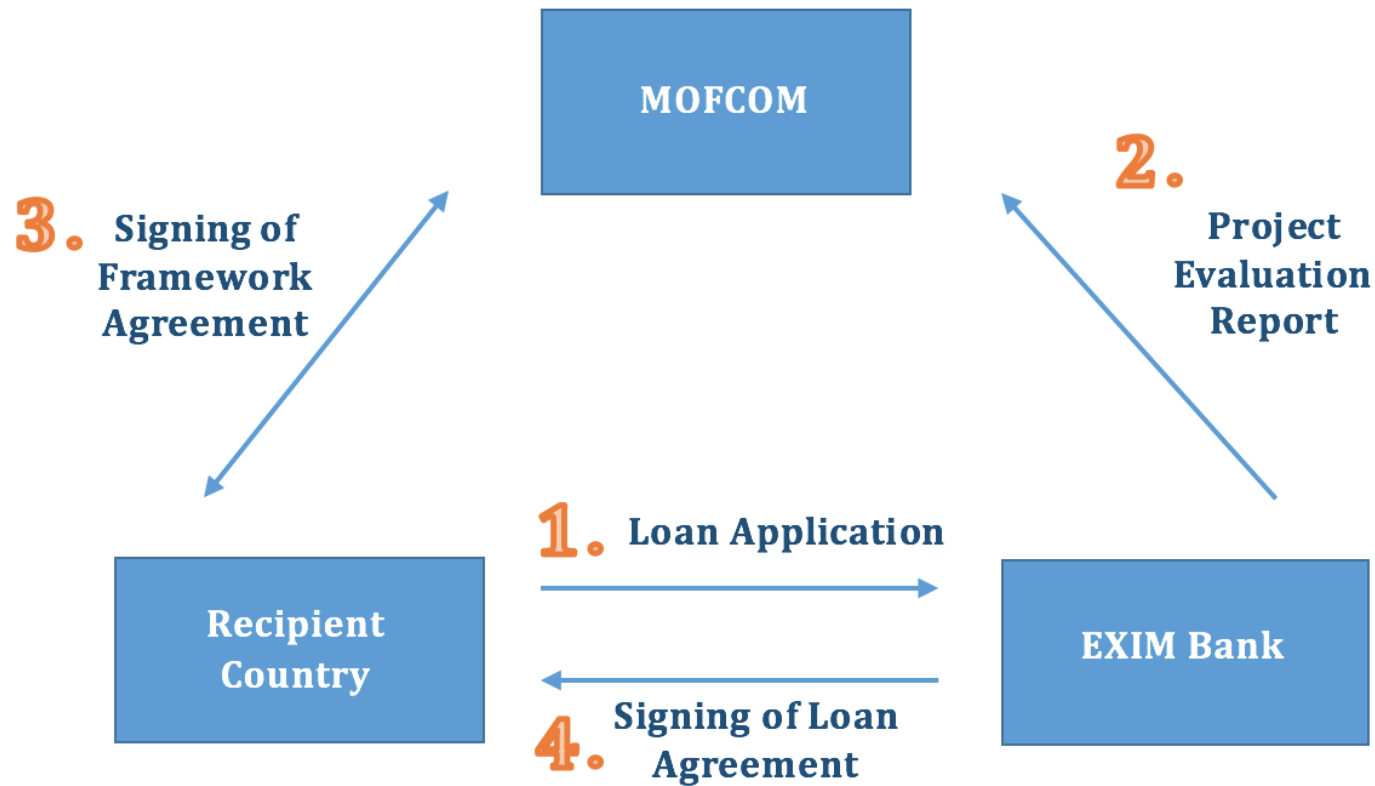 MOFCOM
2.
Project
Evaluation
Report
3. Signing of
Framework
Agreement
1. Loan Application
Recipient
Country
EXIM Bank
4. Signing of Loan
Agreement